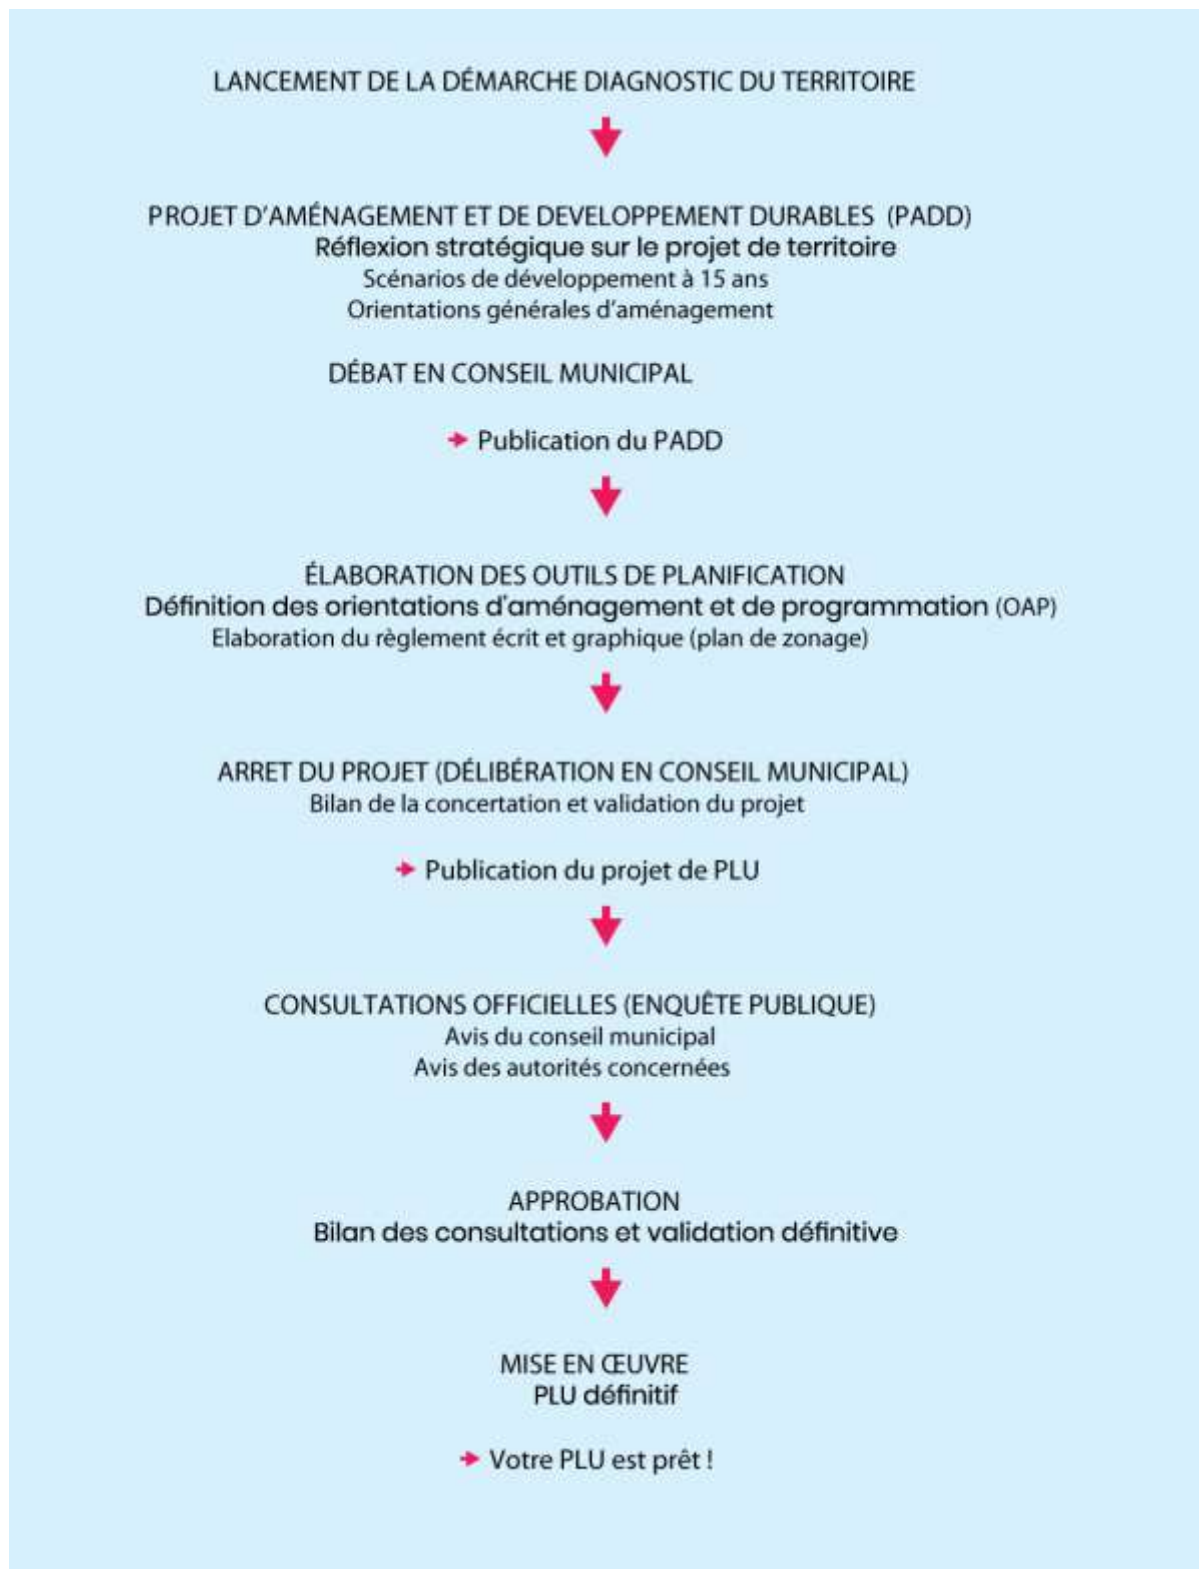 LANCEMENT DE LA DÉMARCHE DIAGNOSTIC DU TERRITOIRE
PROJET D'AMÉNAGEMENT ET DE DEVELOPPEMENT DURABLES (PADD)
Réflexion stratégique sur le projet de territoire
Scénarios de développement à 15 ans
Orientations générales d'aménagement
DÉBAT EN CONSEIL MUNICIPAL
Publication du PADD
ÉLABORATION DES OUTILS DE PLANIFICATION
Définition des orientations d'aménagement et de programmation (OAP)
Elaboration du règlement écrit et graphique (plan de zonage)
ARRET DU PROJET (DÉLIBÉRATION EN CONSEIL MUNICIPAL)
Bilan de la concertation et validation du projet
Publication du projet de PLU
CONSULTATIONS OFFICIELLES (ENQUÊTE PUBLIQUE)
Avis du conseil municipal
Avis des autorités concernées
APPROBATION
Bilan des consultations et validation définitive
MISE EN ŒUVRE
PLU définitif
Votre PLU est prêt !